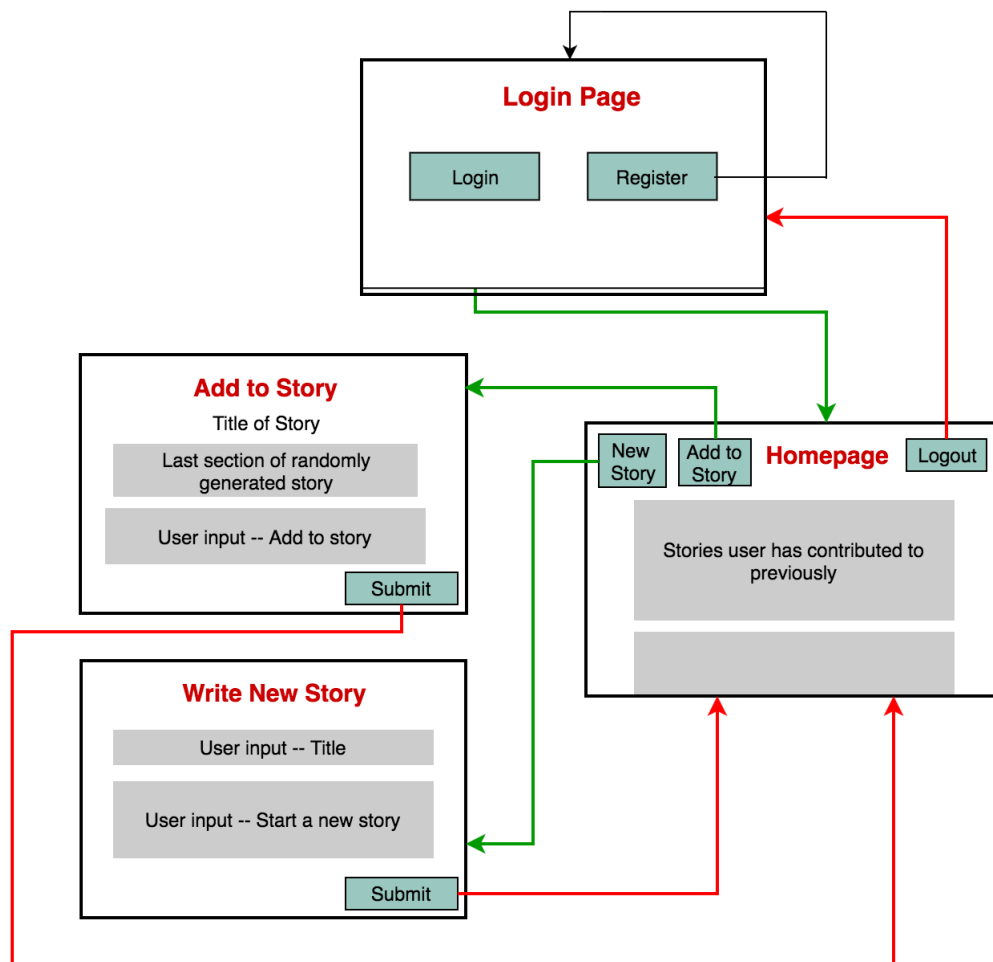 Login Page
Login
Register
Add to Story
Title of Story
Last section of randomly
generated story
User input -- Add to story
Submit
New
Story
Add to
Story
Homepage
Logout
Stories user has contributed to
previously
Write New Story
User input -- Title
User input -- Start a new story
Submit